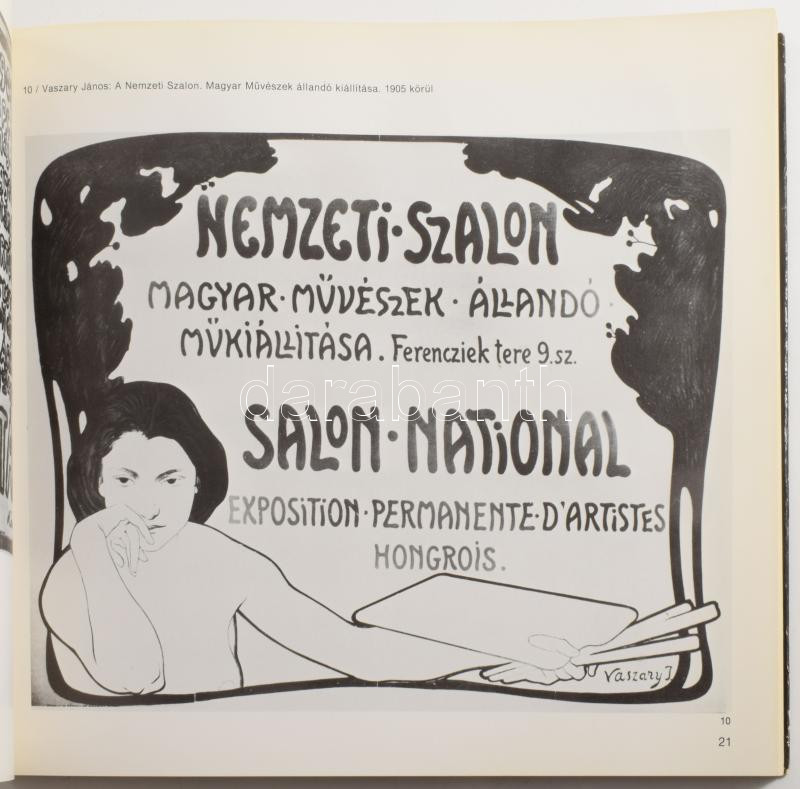 10 / Vaszary János: A Nemzeti Szalon. Magyar Művészek állandó kiállítása. 1905 körül
NEMZETI·SZALON
MAGYAR·MŰVÉSZEK·ÁLLANDÓ·
MŰKIÁLLITÁSA. Ferencziek tere 9.sz.
darabanth
SALON·NATIONAL
EXPOSITION·PERMANENTE·D'ARTISTES
HONGROIS.
Vaszary J
10
21